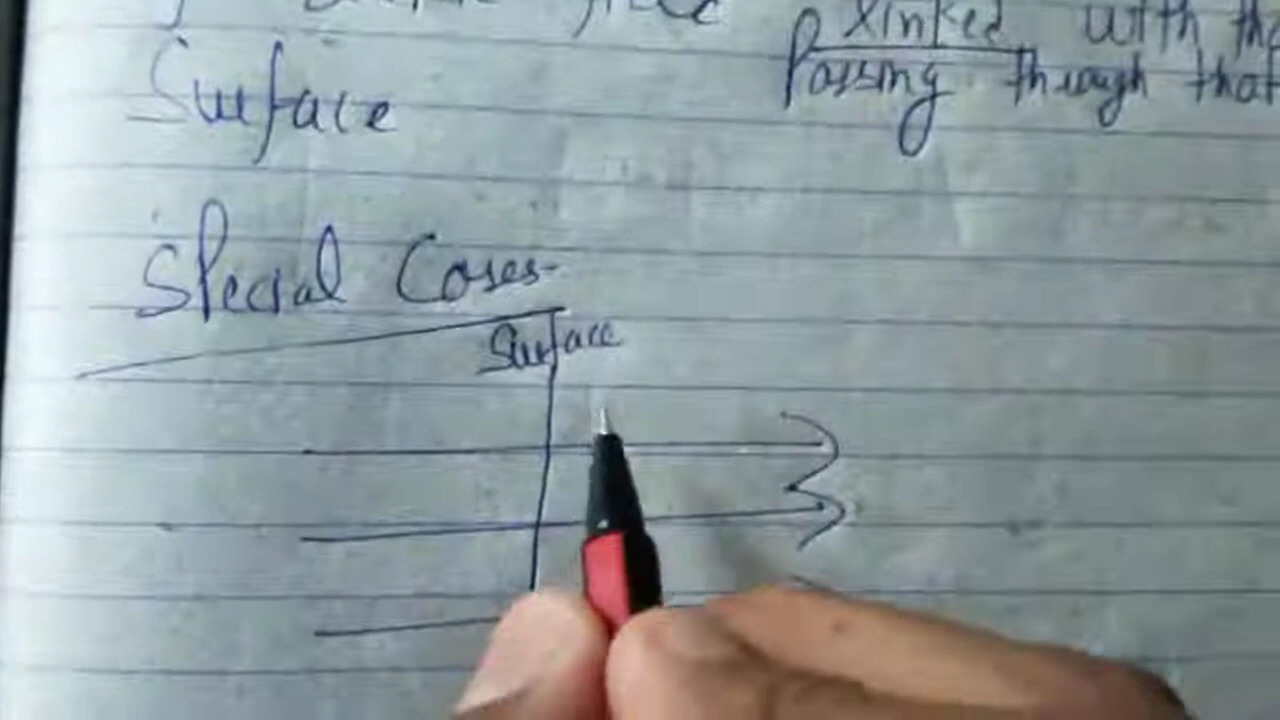 Linked with the
Passing through that
Surface
Special Cases-
Surface